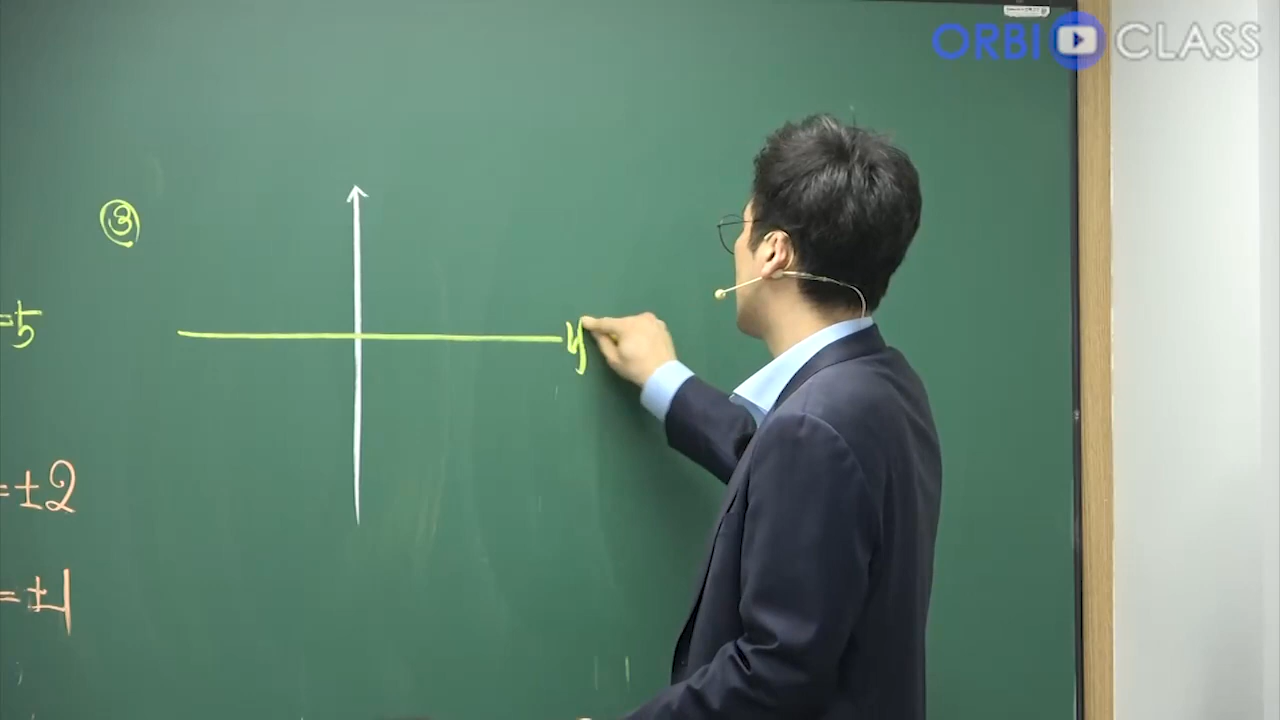 ORBI CLASS
③
=5
y
=±2
=±1